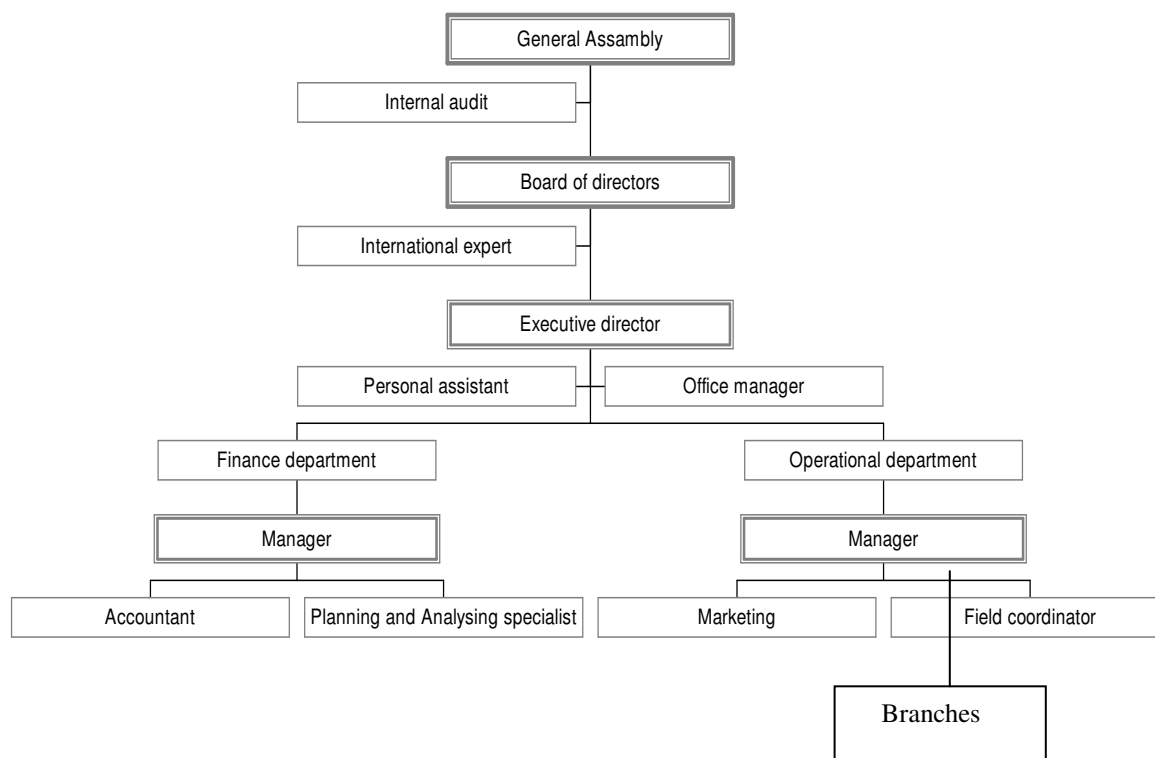 General Assambly
Internal audit
Board of directors
International expert
Executive director
Personal assistant
Office manager
Finance department
Operational department
Manager
Manager
Accountant
Planning and Analysing specialist
Marketing
Field coordinator
Branches